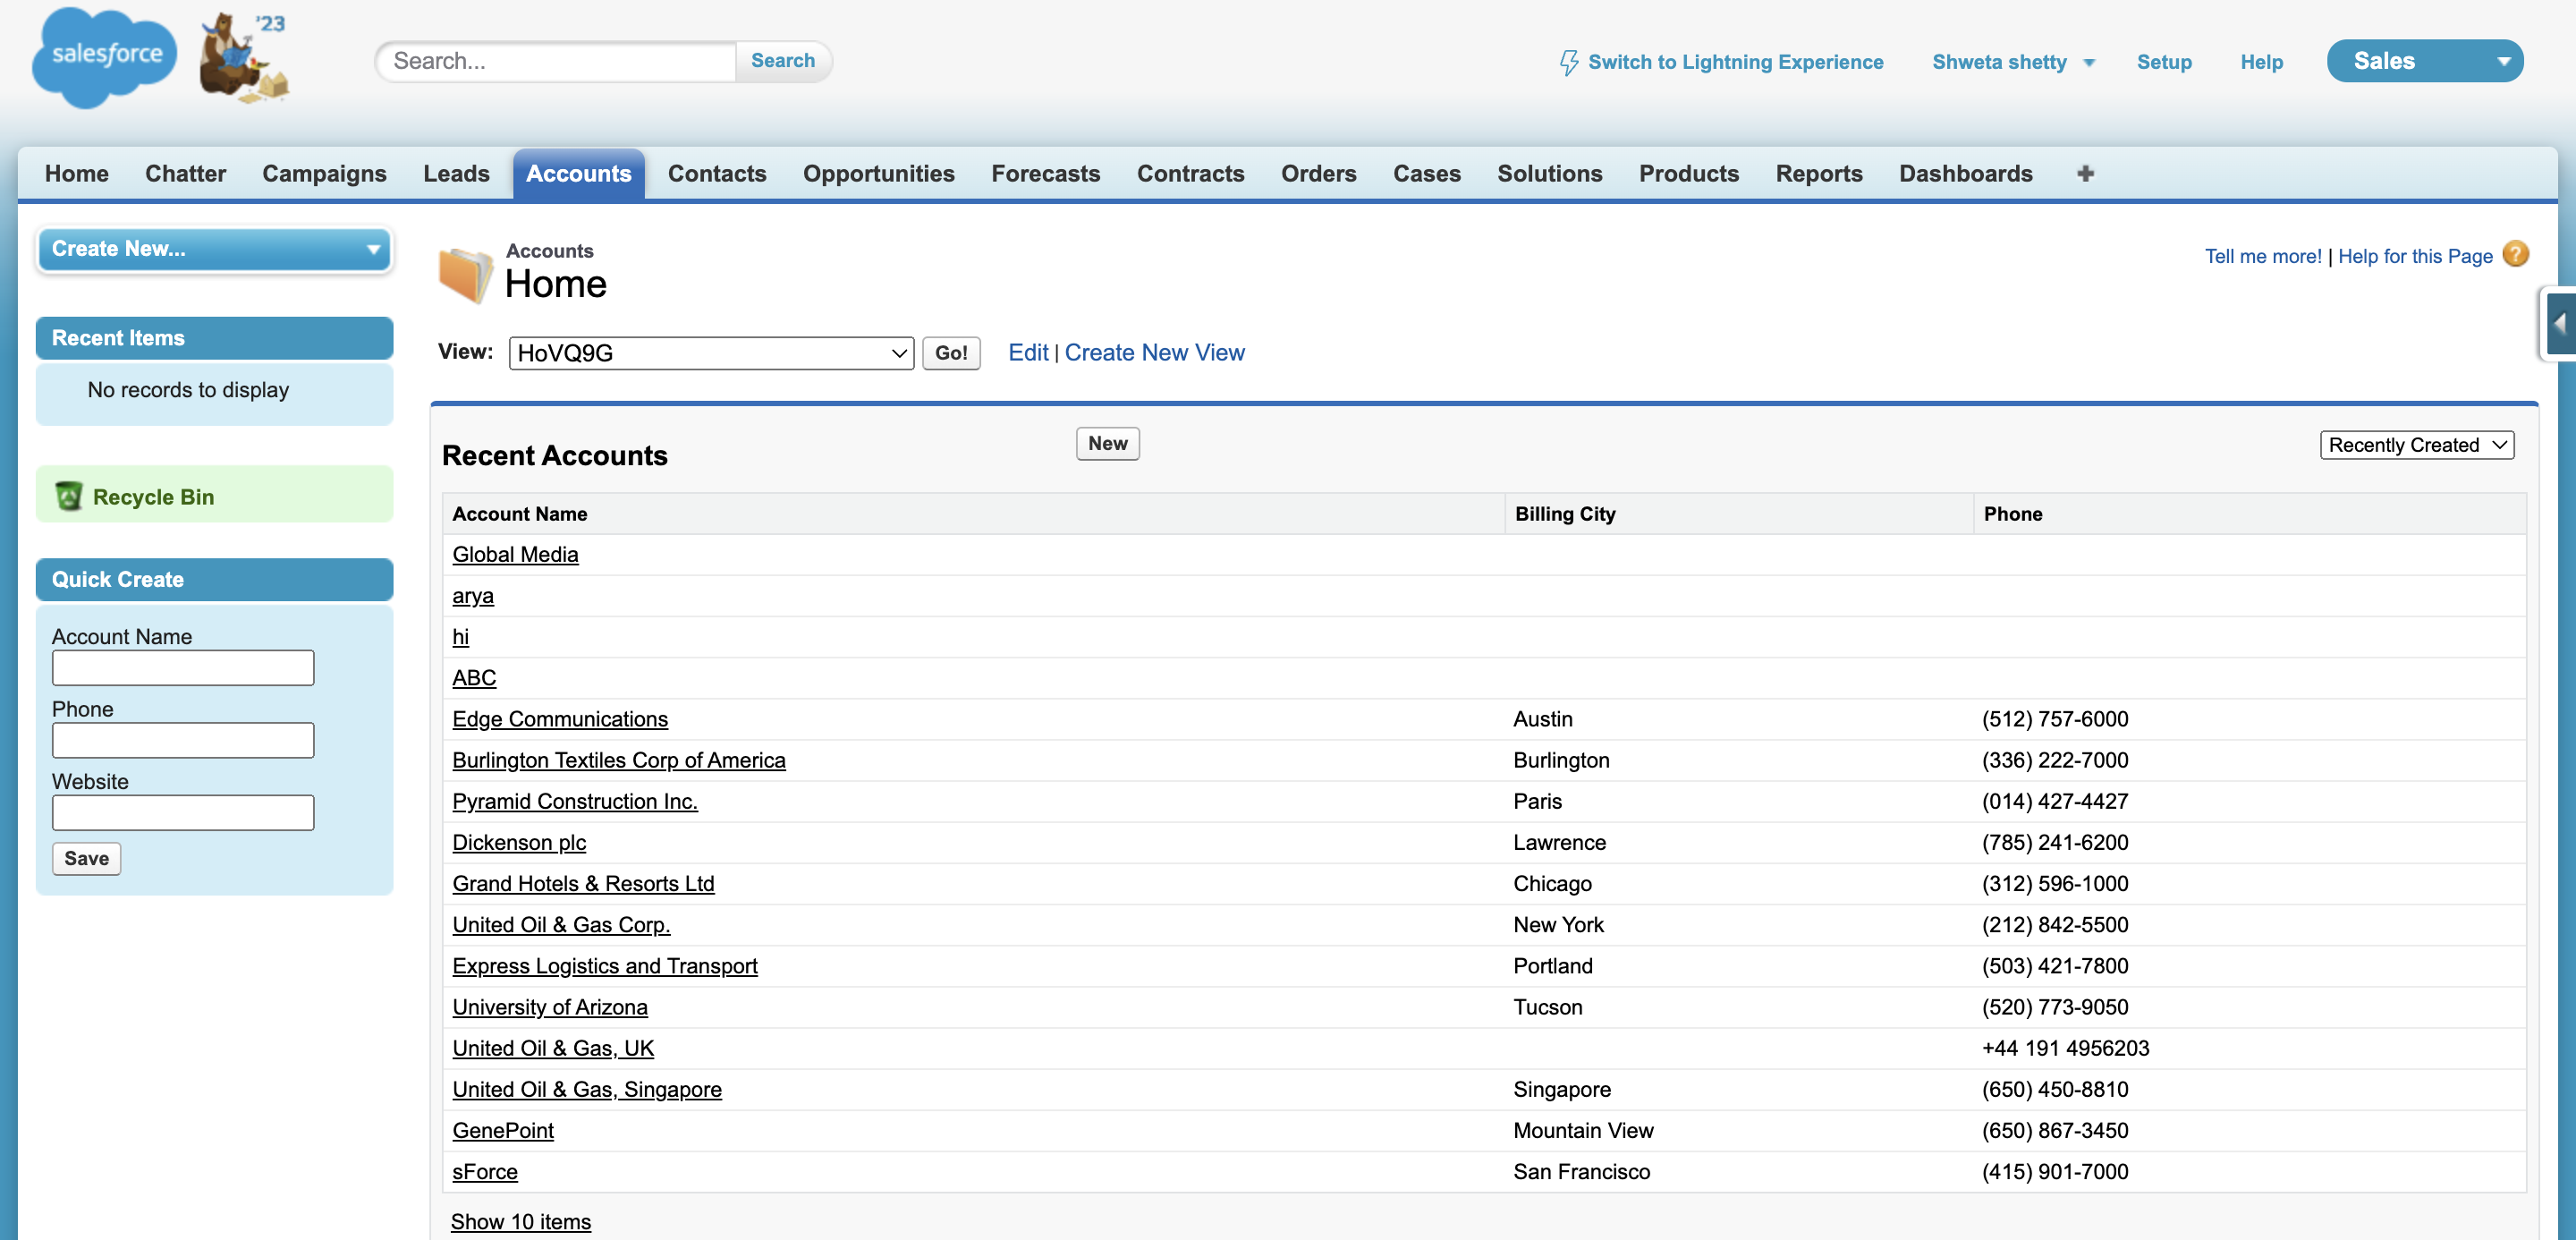 salesforce
'23
Search...
Search
Switch to Lightning Experience
Shweta shetty
Setup
Help
Sales
Home
Chatter
Campaigns
Leads
Accounts
Contacts
Opportunities
Forecasts
Contracts
Orders
Cases
Solutions
Products
Reports
Dashboards
+
Create New...
Recent Items
No records to display
Recycle Bin
Quick Create
Account Name
Phone
Website
Save
Accounts
Home
Tell me more! | Help for this Page ?
View: HoVQ9G Go! Edit | Create New View
Recent Accounts
New
Recently Created
Account Name Billing City Phone
Global Media
arya
hi
ABC
Edge Communications Austin (512) 757-6000
Burlington Textiles Corp of America Burlington (336) 222-7000
Pyramid Construction Inc. Paris (014) 427-4427
Dickenson plc Lawrence (785) 241-6200
Grand Hotels & Resorts Ltd Chicago (312) 596-1000
United Oil & Gas Corp. New York (212) 842-5500
Express Logistics and Transport Portland (503) 421-7800
University of Arizona Tucson (520) 773-9050
United Oil & Gas, UK +44 191 4956203
United Oil & Gas, Singapore Singapore (650) 450-8810
GenePoint Mountain View (650) 867-3450
sForce San Francisco (415) 901-7000
Show 10 items